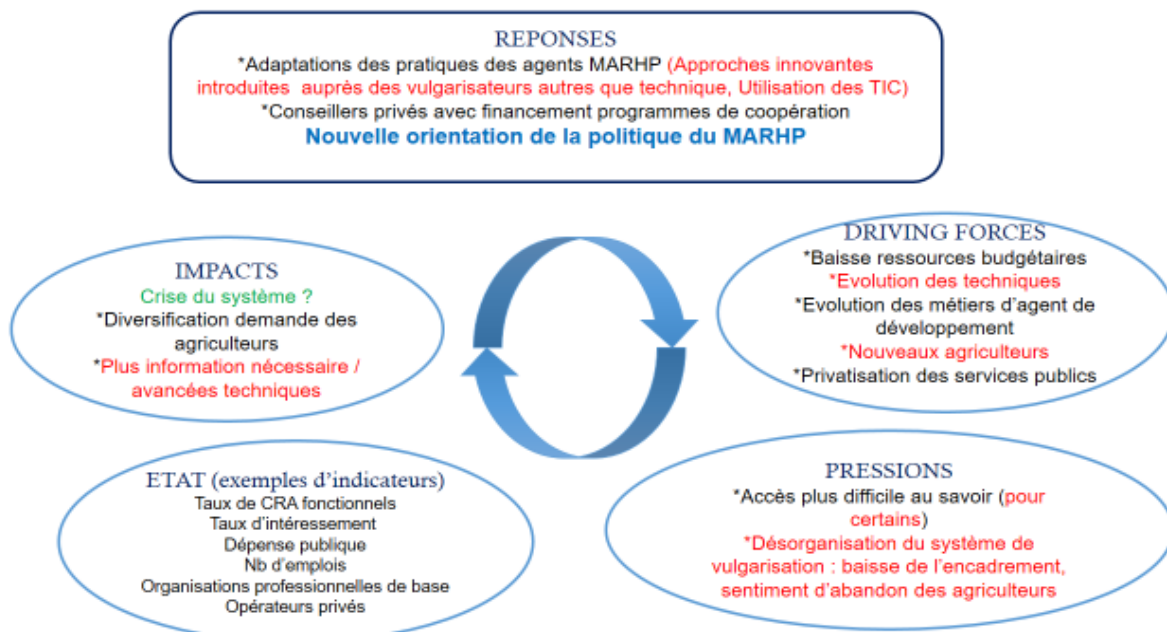 REPONSES
*Adaptations des pratiques des agents MARHP (Approches innovantes
introduites auprès des vulgarisateurs autres que technique, Utilisation des TIC)
*Conseillers privés avec financement programmes de coopération
Nouvelle orientation de la politique du MARHP
DRIVING FORCES
*Baisse ressources budgétaires
*Evolution des techniques
*Evolution des métiers d'agent de
développement
*Nouveaux agriculteurs
*Privatisation des services publics
IMPACTS
Crise du système ?
*Diversification demande des
agriculteurs
*Plus information nécessaire /
avancées techniques
ETAT (exemples d'indicateurs)
Taux de CRA fonctionnels
Taux d'intéressement
Dépense publique
Nb d'emplois
Organisations professionnelles de base
Opérateurs privés
PRESSIONS
*Accès plus difficile au savoir (pour
certains)
*Désorganisation du système de
vulgarisation : baisse de l'encadrement,
sentiment d'abandon des agriculteurs